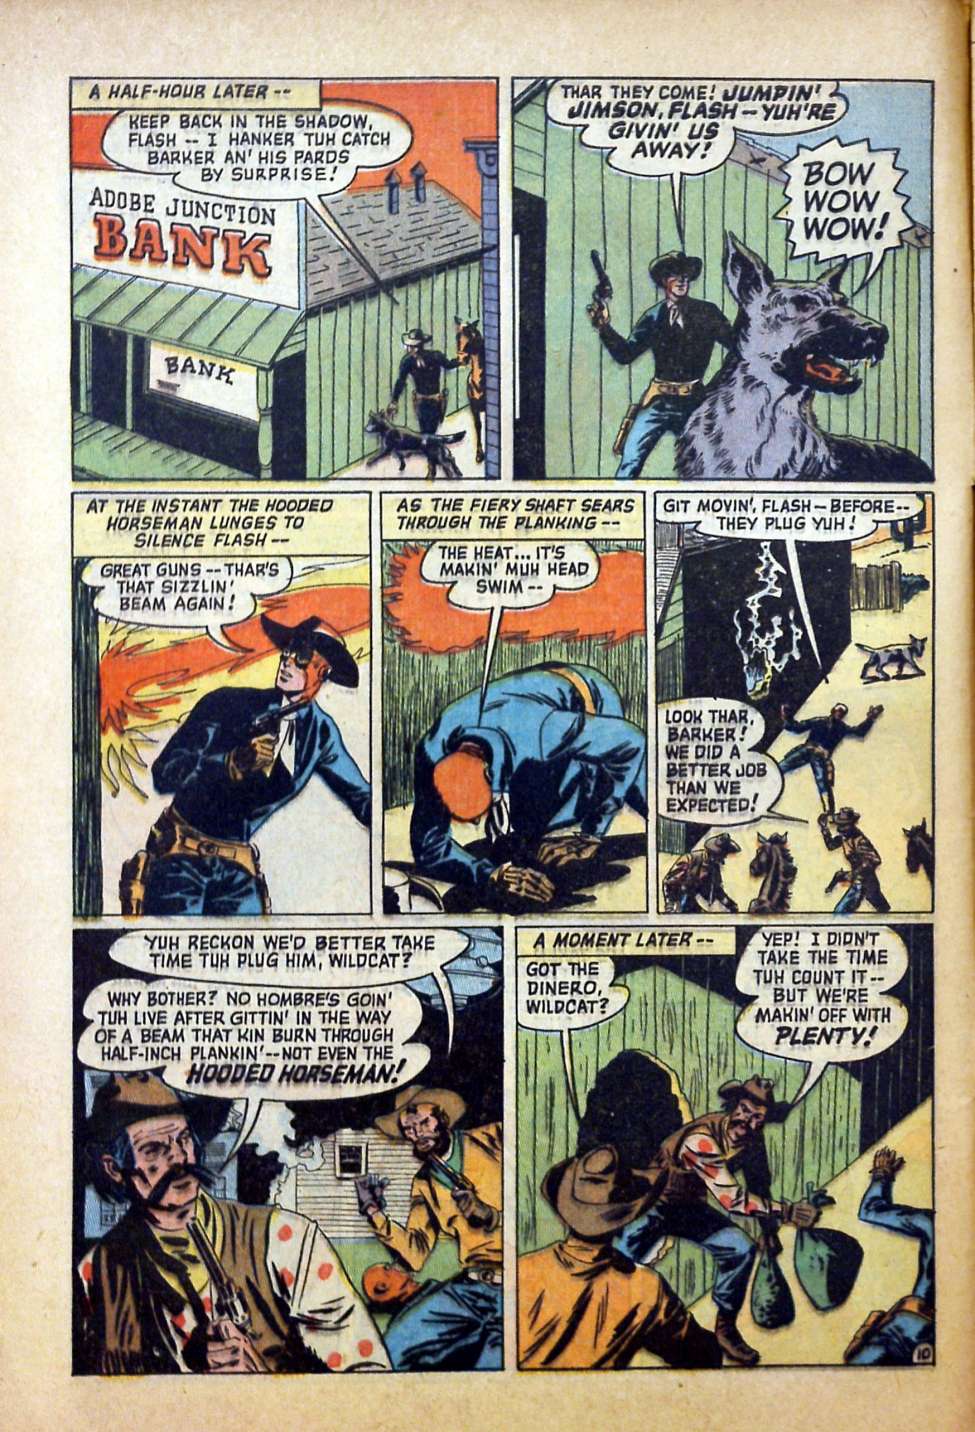 A HALF-HOUR LATER --
KEEP BACK IN THE SHADOW,
FLASH -- I HANKER TUH CATCH
BARKER AN' HIS PARDS
BY SURPRISE!
ADOBE JUNCTION
BANK
BANK
THAR THEY COME! JUMPIN'
JIMSON, FLASH — YUH'RE
GIVIN' US
AWAY!
BOW
WOW
WOW!
AT THE INSTANT THE HOODED
HORSEMAN LUNGES TO
SILENCE FLASH --
GREAT GUNS -- THAR'S
THAT SIZZLIN'
BEAM AGAIN!
AS THE FIERY SHAFT SEARS
THROUGH THE PLANKING --
THE HEAT... IT'S
MAKIN' MUH HEAD
SWIM --
GIT MOVIN', FLASH — BEFORE --
THEY PLUG YUH!
LOOK THAR,
BARKER!
WE DID A
BETTER JOB
THAN WE
EXPECTED!
YUH RECKON WE'D BETTER TAKE
TIME TUH PLUG HIM, WILDCAT?
WHY BOTHER? NO HOMBRE'S GOIN'
TUH LIVE AFTER GITTIN' IN THE WAY
OF A BEAM THAT KIN BURN THROUGH
HALF-INCH PLANKIN'-- NOT EVEN THE
HOODED HORSEMAN!
A MOMENT LATER --
GOT THE
DINERO,
WILDCAT?
YEP! I DIDN'T
TAKE THE TIME
TUH COUNT IT --
BUT WE'RE
MAKIN' OFF WITH
PLENTY!
10